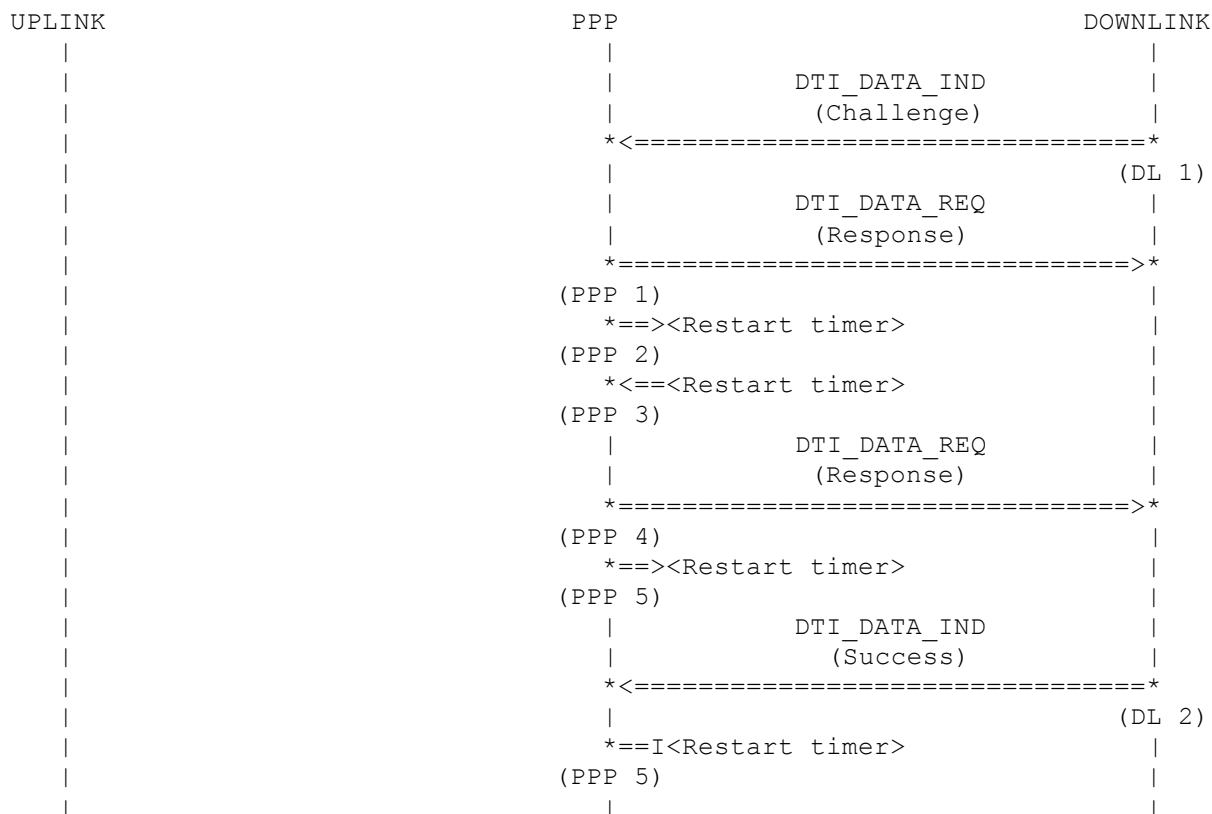 UPLINK PPP DOWNLINK
| | |
| | DTI_DATA_IND |
| | (Challenge) |
| *<================================*
| | (DL 1)
| | DTI_DATA_REQ |
| | (Response) |
| *================================>*
| (PPP 1) |
| *==><Restart timer> |
| (PPP 2) |
| *<==<Restart timer> |
| (PPP 3) |
| | DTI_DATA_REQ |
| | (Response) |
| *================================>*
| (PPP 4) |
| *==><Restart timer> |
| (PPP 5) |
| | DTI_DATA_IND |
| | (Success) |
| *<================================*
| | (DL 2)
| *==I<Restart timer> |
| (PPP 5) |
| | |